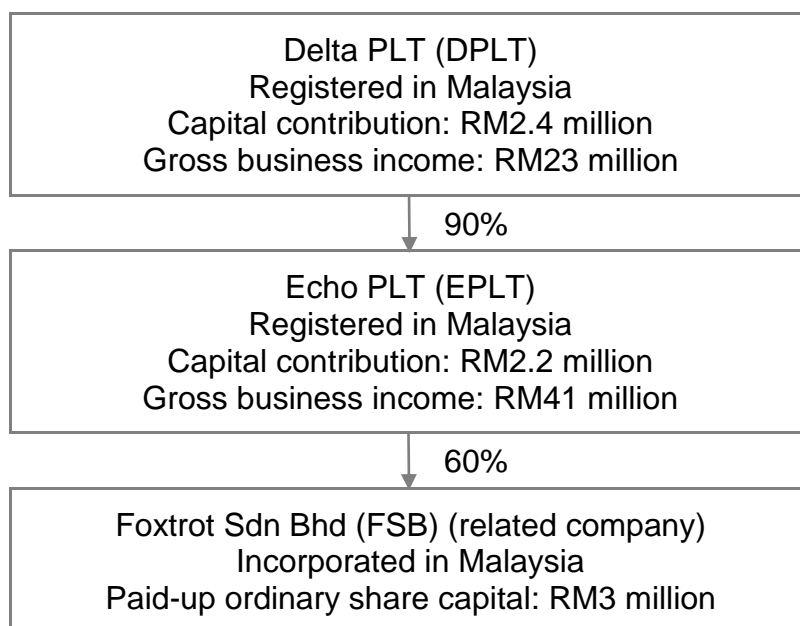 Delta PLT (DPLT)
Registered in Malaysia
Capital contribution: RM2.4 million
Gross business income: RM23 million
90%
Echo PLT (EPLT)
Registered in Malaysia
Capital contribution: RM2.2 million
Gross business income: RM41 million
60%
Foxtrot Sdn Bhd (FSB) (related company)
Incorporated in Malaysia
Paid-up ordinary share capital: RM3 million